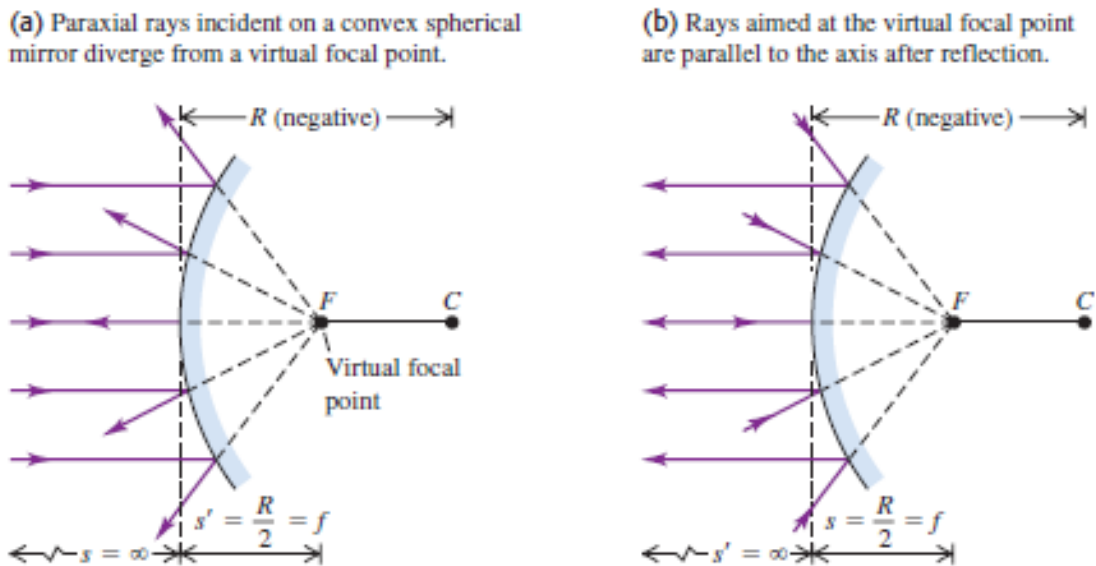 (a) Paraxial rays incident on a convex spherical
mirror diverge from a virtual focal point.
R (negative)
F
C
Virtual focal
point
s′ = R/2 = f
s = ∞
(b) Rays aimed at the virtual focal point
are parallel to the axis after reflection.
R (negative)
F
C
s = R/2 = f
s′ = ∞